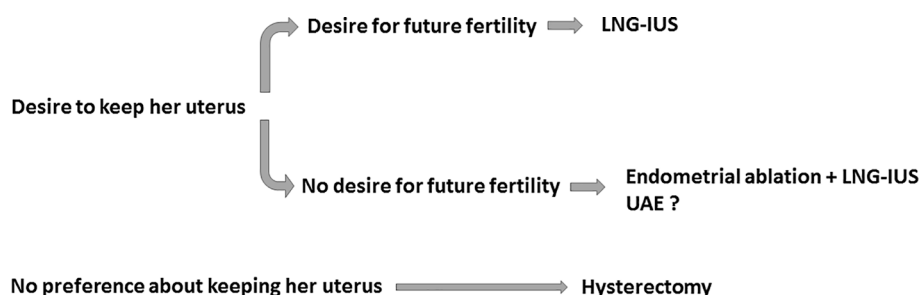 Desire for future fertility
LNG-IUS
Desire to keep her uterus
No desire for future fertility
Endometrial ablation + LNG-IUS
UAE ?
No preference about keeping her uterus
Hysterectomy